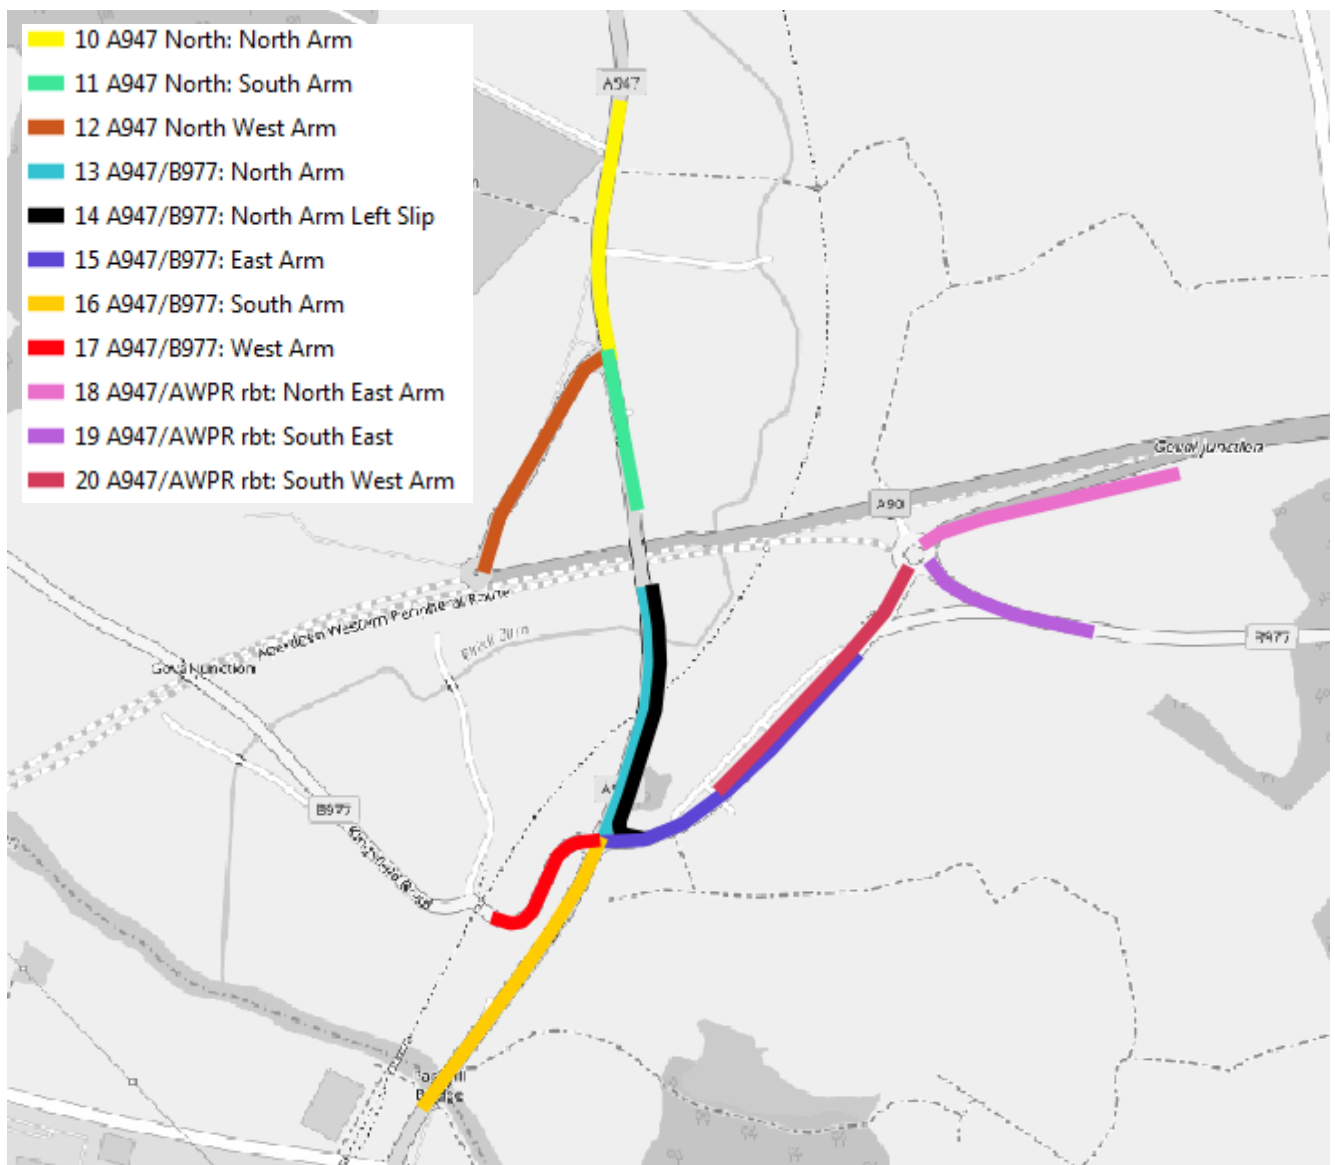 10 A947 North: North Arm
11 A947 North: South Arm
12 A947 North West Arm
13 A947/B977: North Arm
14 A947/B977: North Arm Left Slip
15 A947/B977: East Arm
16 A947/B977: South Arm
17 A947/B977: West Arm
18 A947/AWPR rbt: North East Arm
19 A947/AWPR rbt: South East
20 A947/AWPR rbt: South West Arm
A947
Goval Junction
A90
Aberdeen Western Peripheral Route
B977
Goval Junction
B977